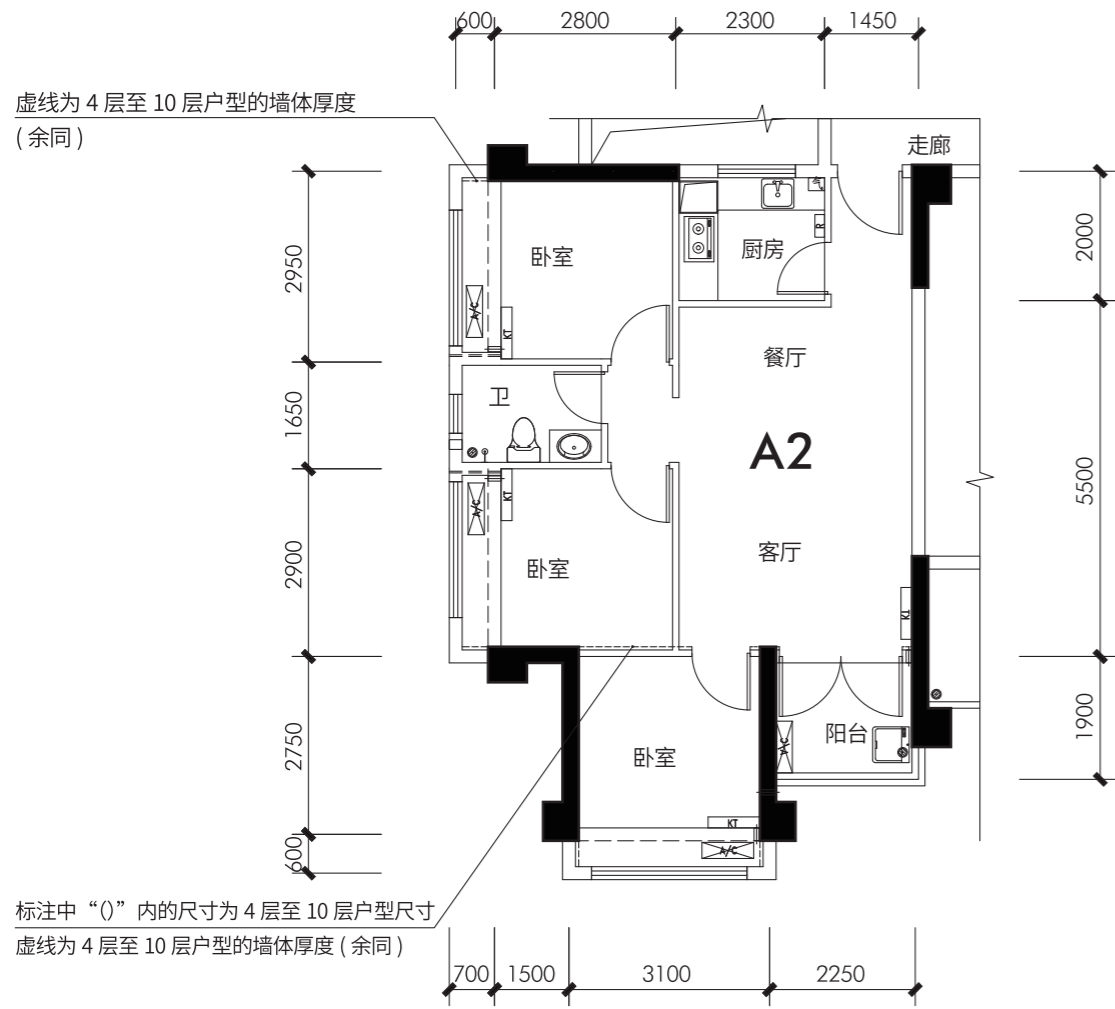 600 2800 2300 1450
虚线为 4 层至 10 层户型的墙体厚度
( 余同 )
走廊
2950
2000
卧室
厨房
R
A/C
KT
餐厅
卫
1650
A2
5500
A/C
KT
2900
卧室
客厅
KT
2750
卧室
阳台
A/C
1900
KT
A/C
600
标注中“()”内的尺寸为 4 层至 10 层户型尺寸
虚线为 4 层至 10 层户型的墙体厚度 ( 余同 )
700 1500 3100 2250